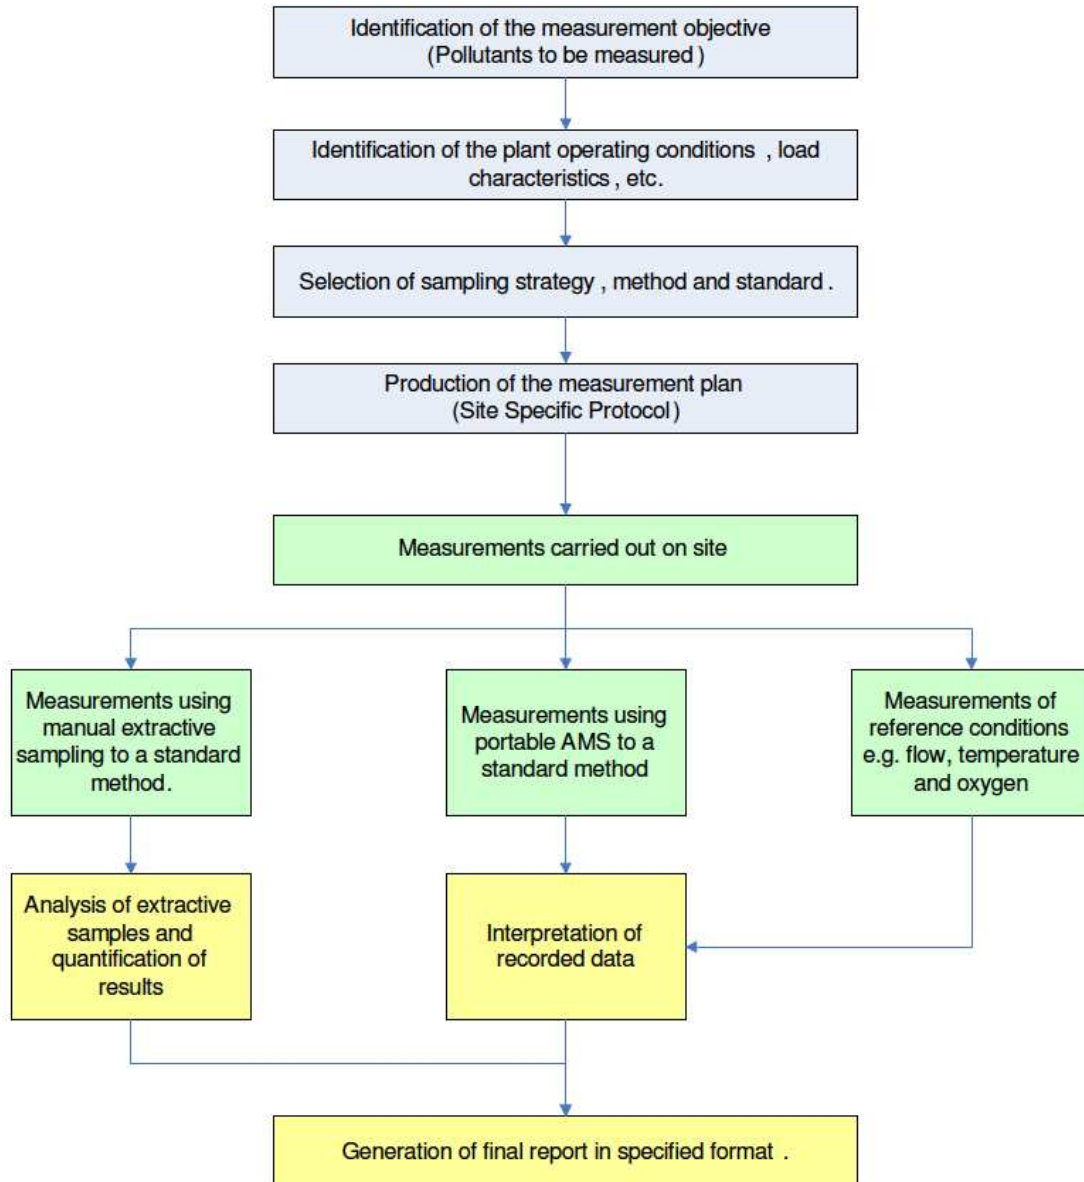 Identification of the measurement objective
(Pollutants to be measured )
Identification of the plant operating conditions , load
characteristics , etc.
Selection of sampling strategy , method and standard .
Production of the measurement plan
(Site Specific Protocol )
Measurements carried out on site
Measurements using
manual extractive
sampling to a standard
method.
Measurements using
portable AMS to a
standard method
Measurements of
reference conditions
e.g. flow, temperature
and oxygen
Analysis of extractive
samples and
quantification of
results
Interpretation of
recorded data
Generation of final report in specified format .